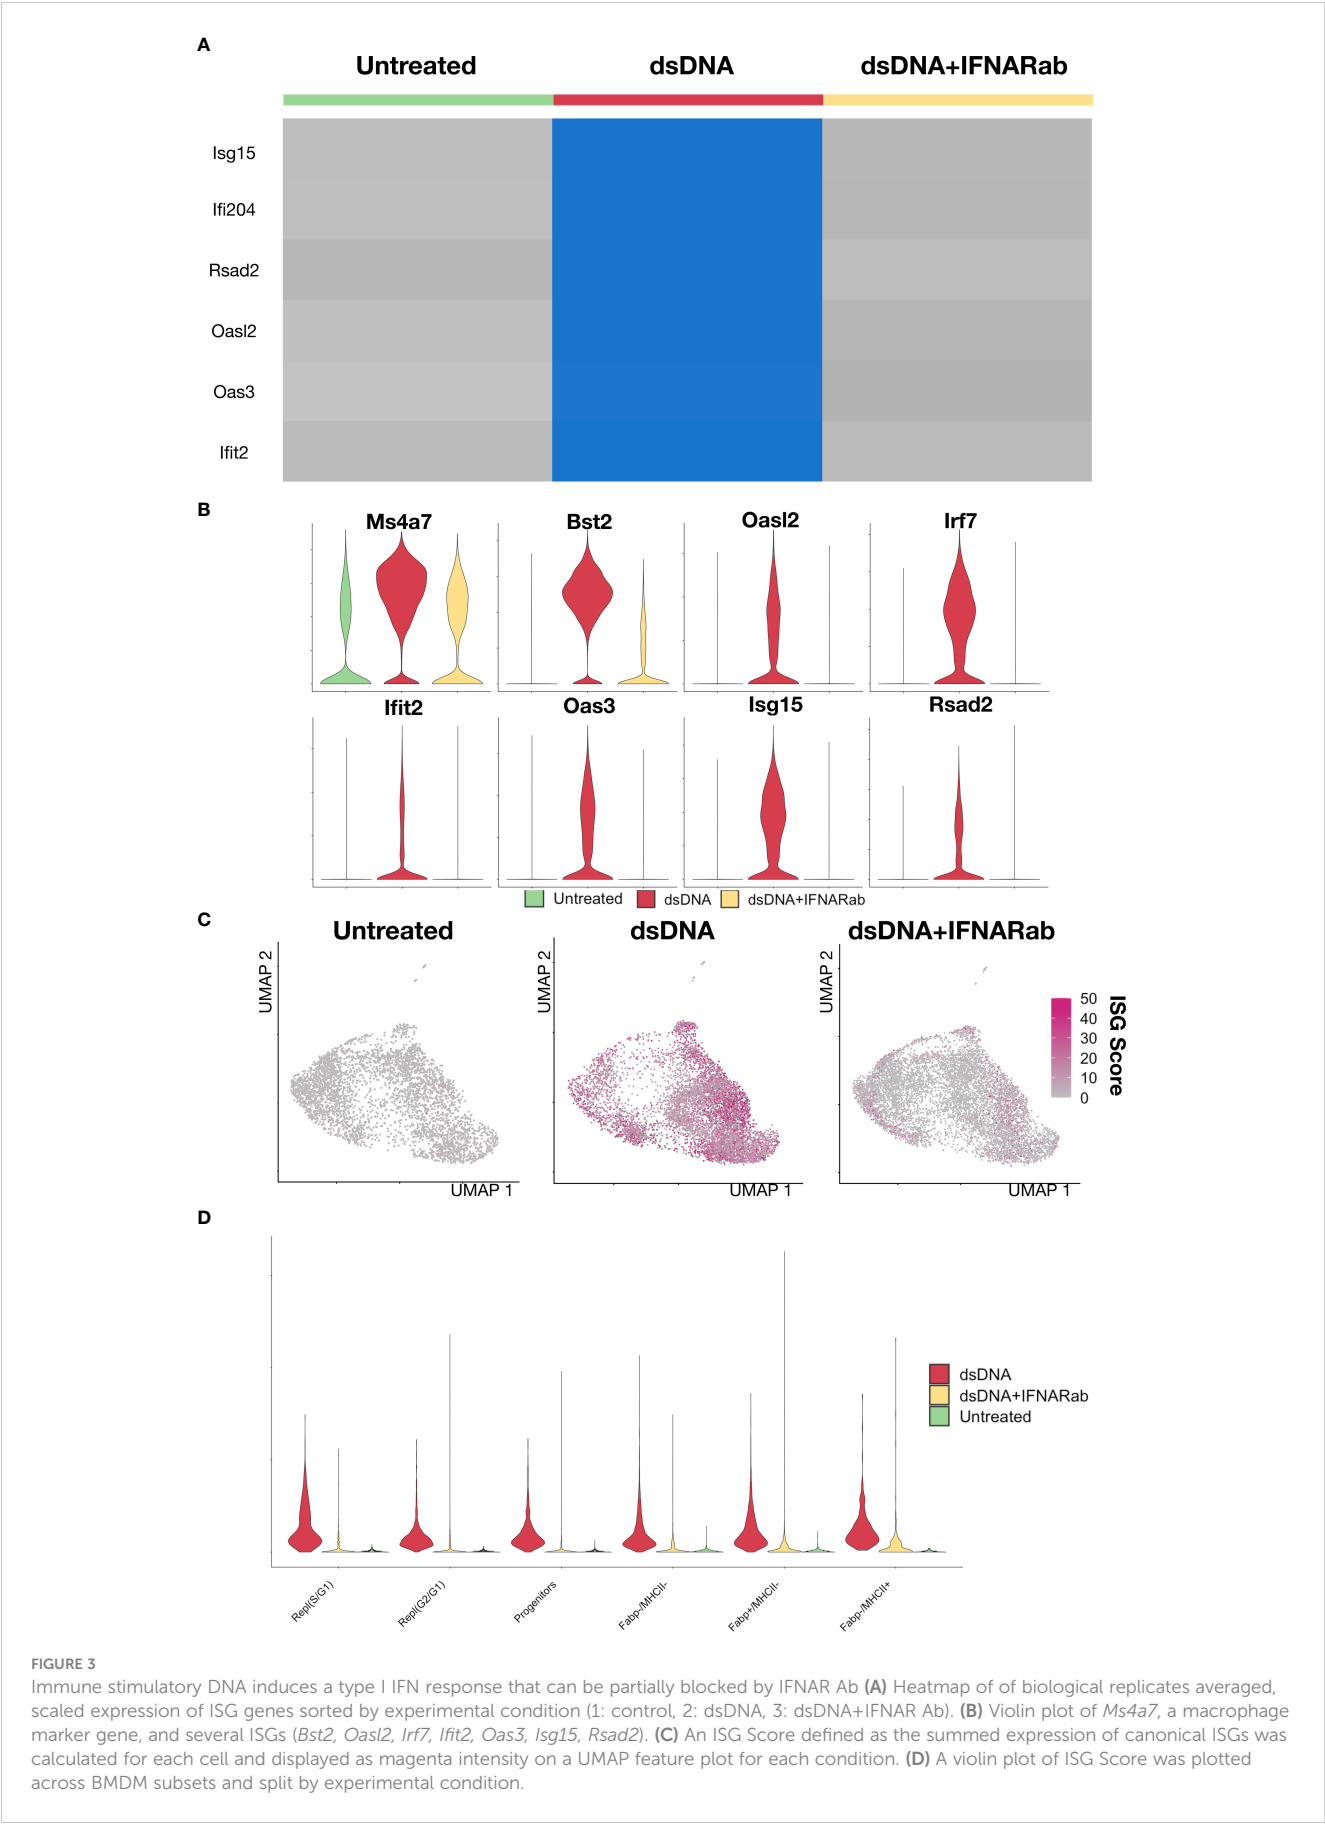 A
Untreated
dsDNA
dsDNA+IFNARab
Isg15
Ifi204
Rsad2
Oasl2
Oas3
Ifit2
B
Ms4a7
Bst2
Oasl2
Irf7
Ifit2
Oas3
Isg15
Rsad2
Untreated
dsDNA
dsDNA+IFNARab
C
Untreated
dsDNA
dsDNA+IFNARab
UMAP 2
UMAP 2
UMAP 2
50
40
30
20
10
0
ISG Score
UMAP 1
UMAP 1
UMAP 1
D
dsDNA
dsDNA+IFNARab
Untreated
Repl(S/G1)
Repl(G2/G1)
Progenitors
Fabp-/MHCII-
Fabp+/MHCII-
Fabp-/MHCII+
FIGURE 3
Immune stimulatory DNA induces a type I IFN response that can be partially blocked by IFNAR Ab (A) Heatmap of of biological replicates averaged,
scaled expression of ISG genes sorted by experimental condition (1: control, 2: dsDNA, 3: dsDNA+IFNAR Ab). (B) Violin plot of Ms4a7, a macrophage
marker gene, and several ISGs (Bst2, Oasl2, Irf7, Ifit2, Oas3, Isg15, Rsad2). (C) An ISG Score defined as the summed expression of canonical ISGs was
calculated for each cell and displayed as magenta intensity on a UMAP feature plot for each condition. (D) A violin plot of ISG Score was plotted
across BMDM subsets and split by experimental condition.